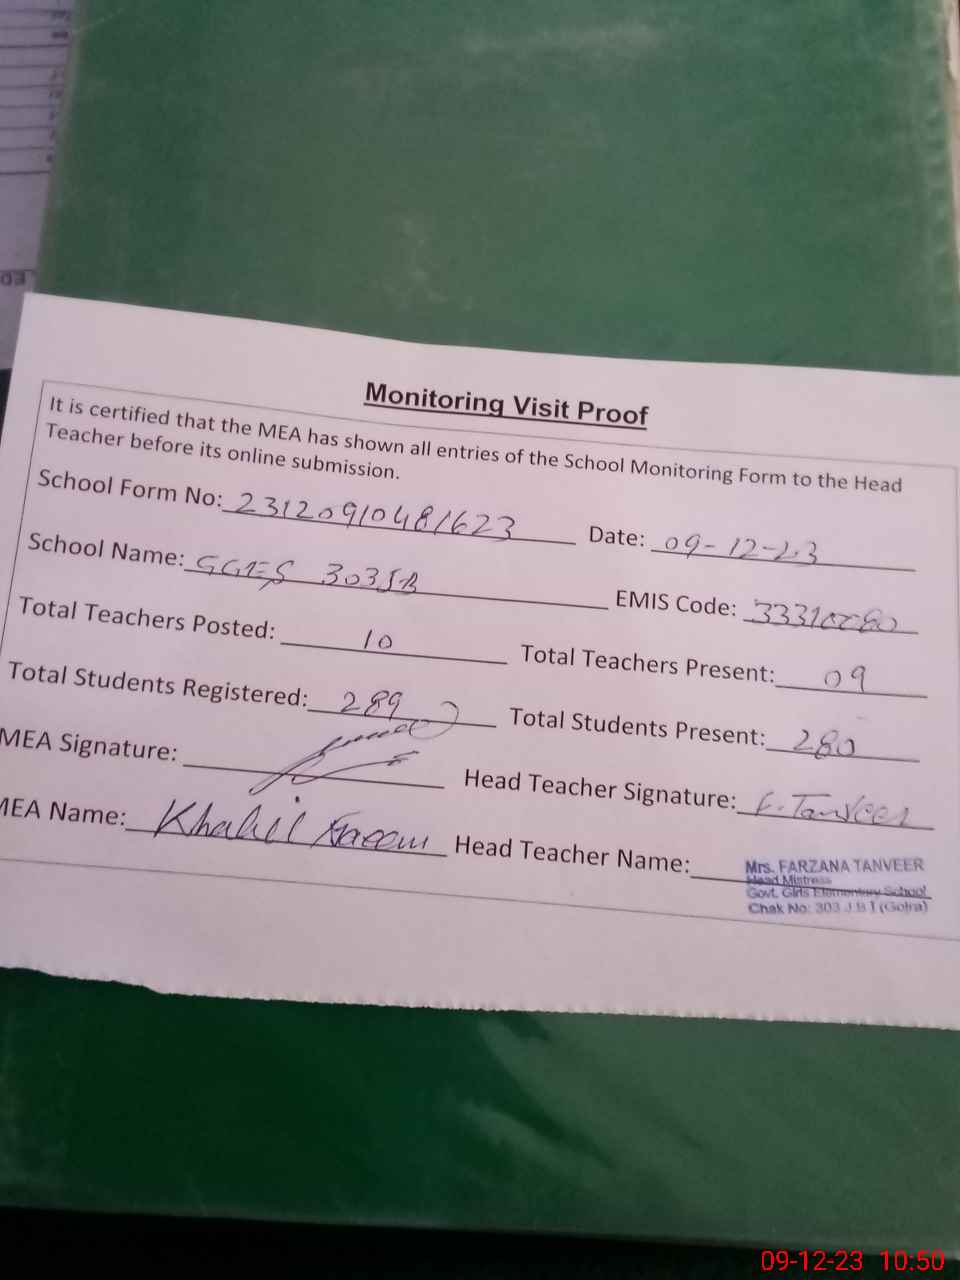 Monitoring Visit Proof
It is certified that the MEA has shown all entries of the School Monitoring Form to the Head
Teacher before its online submission.
School Form No: 23120910481623 Date: 09-12-23
School Name: GGES 303JB EMIS Code:
Total Teachers Posted: 10 Total Teachers Present: 09
Total Students Registered: 289 Total Students Present: 280
MEA Signature: Head Teacher Signature: F. Tanveer
MEA Name: Khalil Head Teacher Name:
Mrs. FARZANA TANVEER
Head Mistress
Govt. Girls Elementary School
Chak No: 303 J.B (Gojra)
09-12-23 10:50